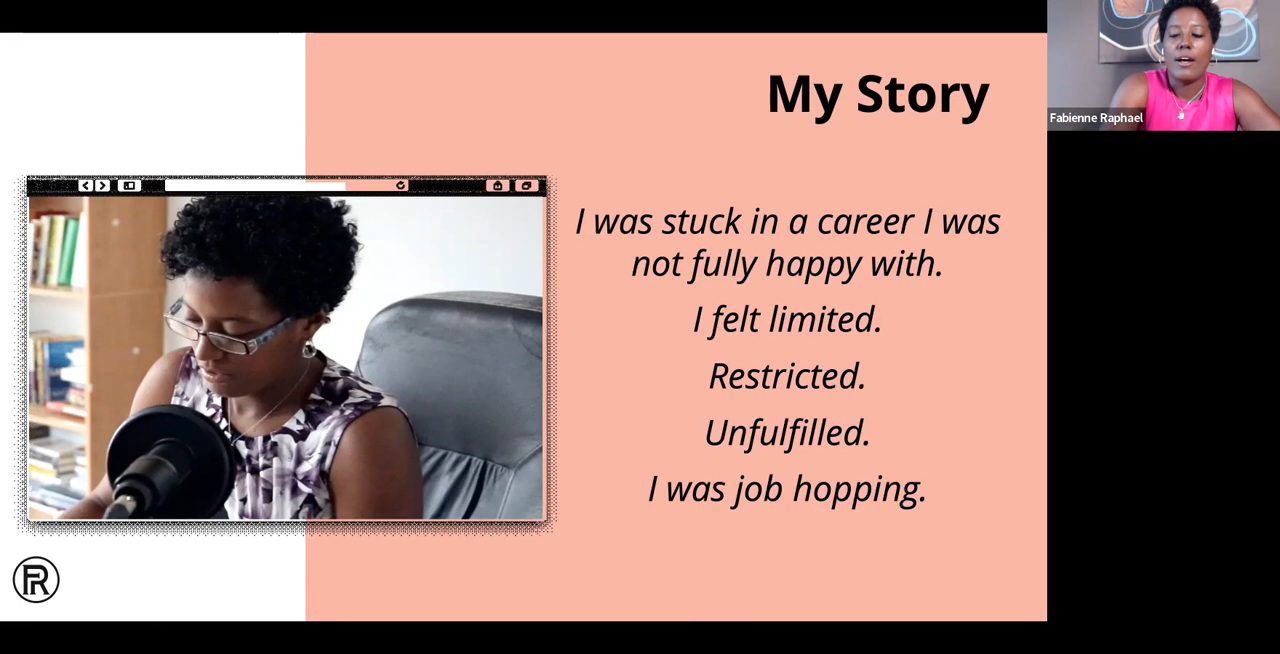 My Story
Fabienne Raphael
I was stuck in a career I was
not fully happy with.
I felt limited.
Restricted.
Unfulfilled.
I was job hopping.
FR